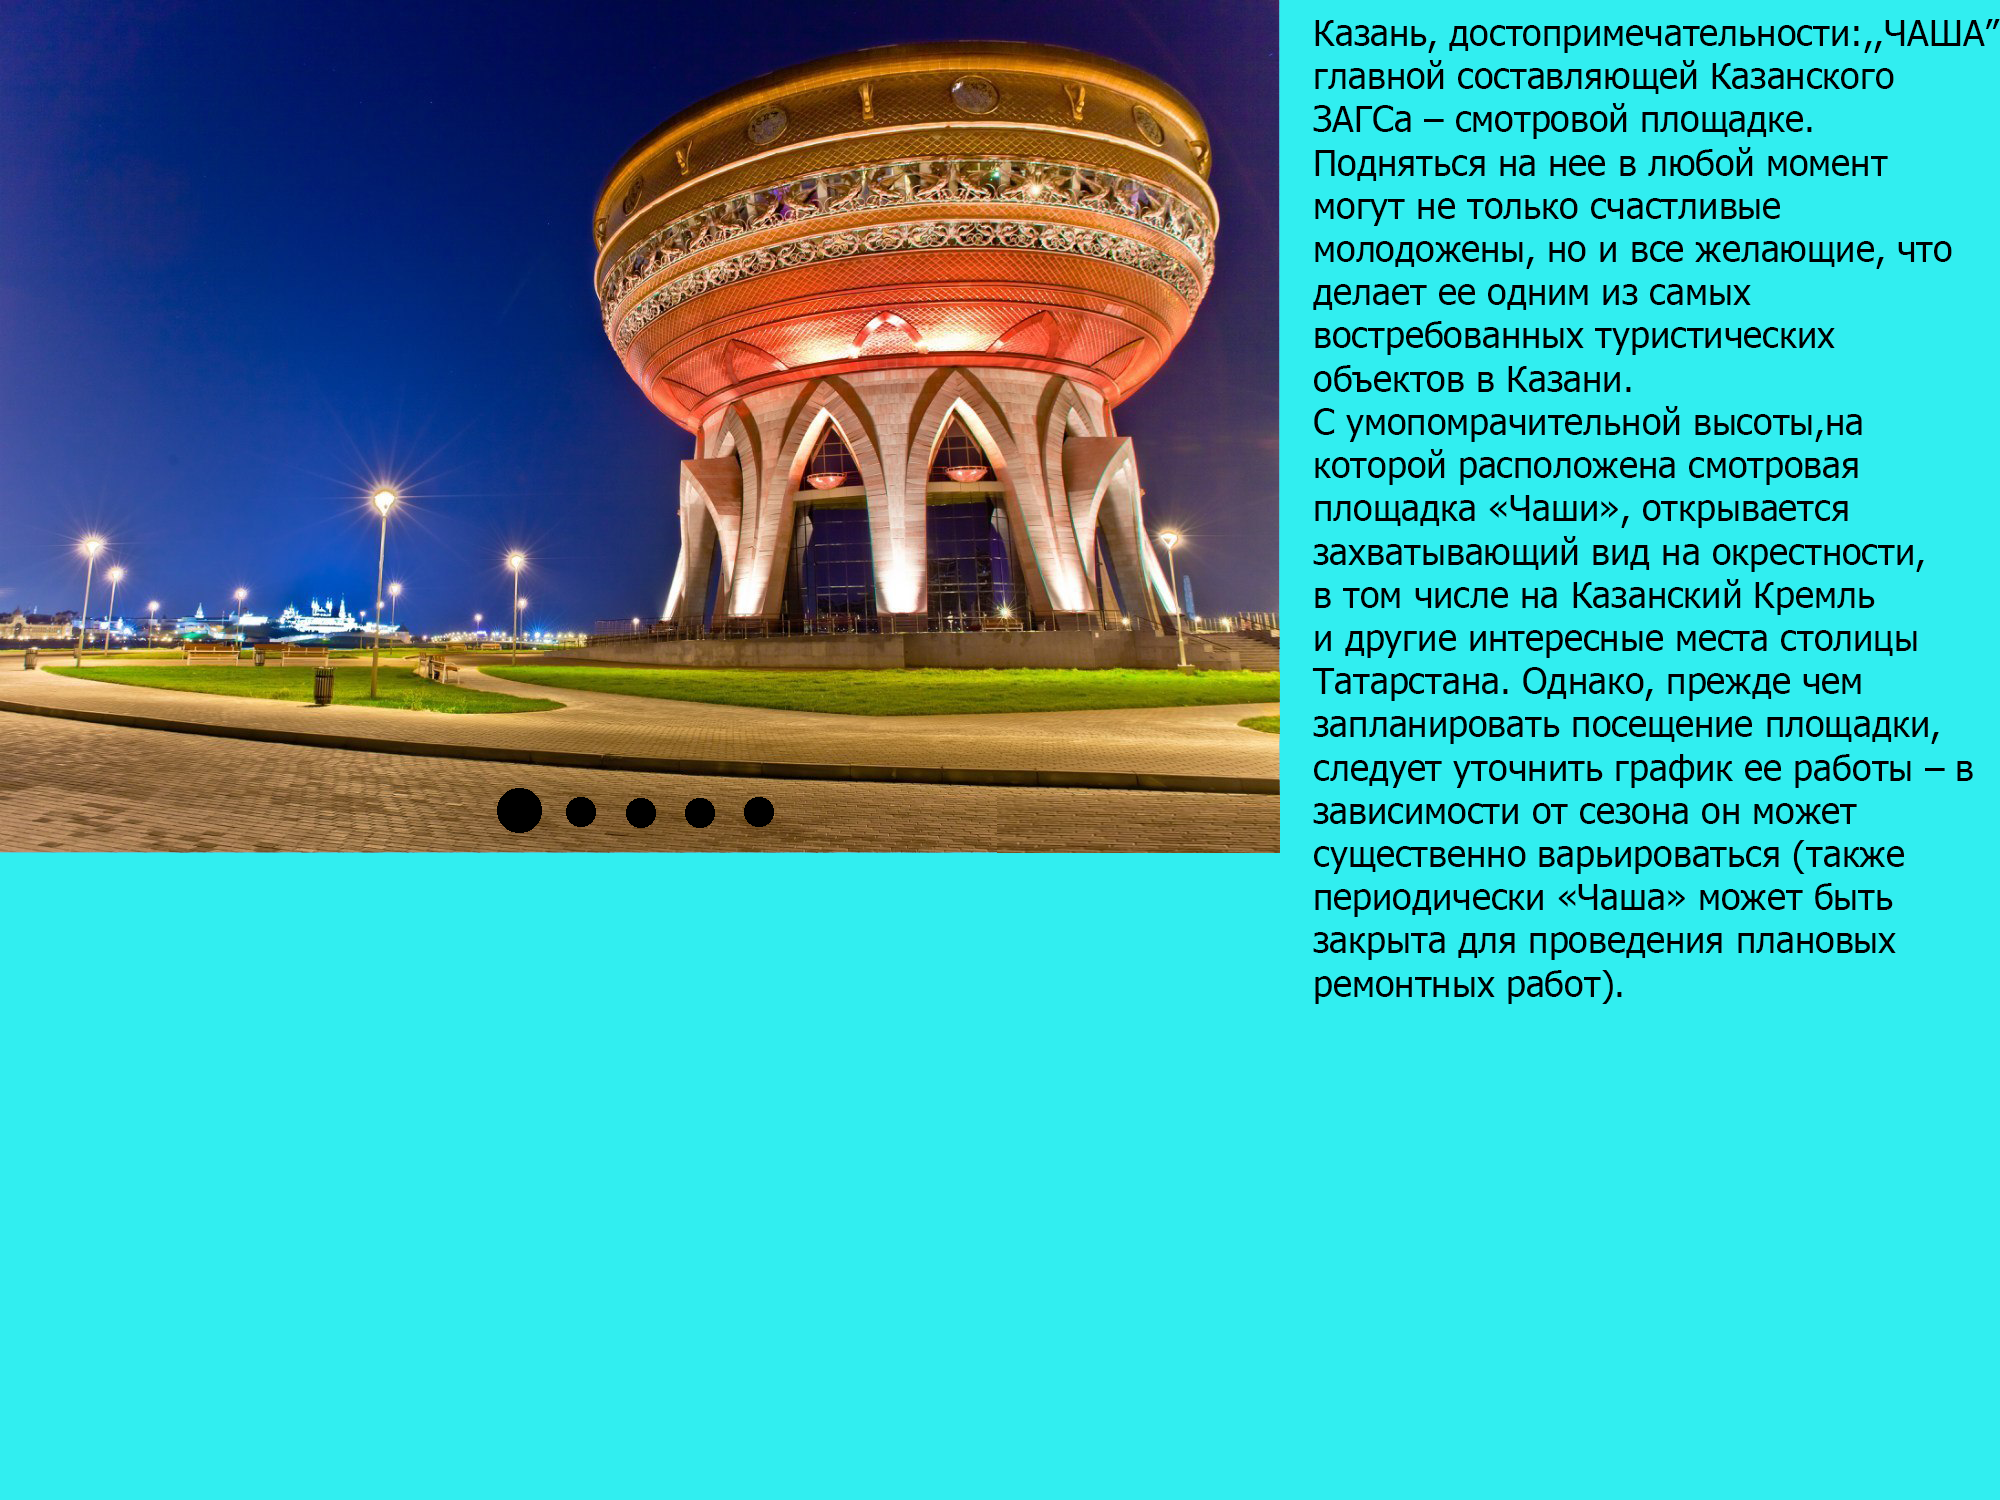 Казань, достопримечательности:,,ЧАША”
главной составляющей Казанского
ЗАГСа – смотровой площадке.
Подняться на нее в любой момент
могут не только счастливые
молодожены, но и все желающие, что
делает ее одним из самых
востребованных туристических
объектов в Казани.
С умопомрачительной высоты,на
которой расположена смотровая
площадка «Чаши», открывается
захватывающий вид на окрестности,
в том числе на Казанский Кремль
и другие интересные места столицы
Татарстана. Однако, прежде чем
запланировать посещение площадки,
следует уточнить график ее работы – в
зависимости от сезона он может
существенно варьироваться (также
периодически «Чаша» может быть
закрыта для проведения плановых
ремонтных работ).